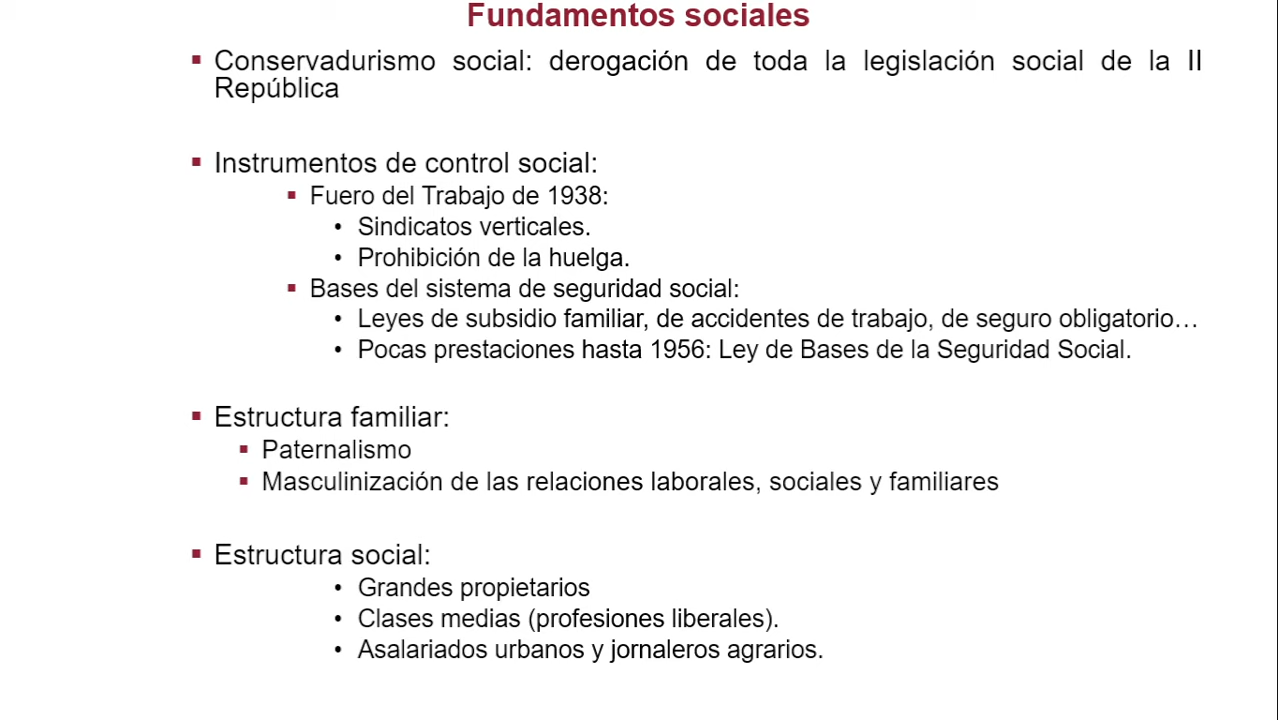 Fundamentos sociales
▪ Conservadurismo social: derogación de toda la legislación social de la II
República
▪ Instrumentos de control social:
▪ Fuero del Trabajo de 1938:
• Sindicatos verticales.
• Prohibición de la huelga.
▪ Bases del sistema de seguridad social:
• Leyes de subsidio familiar, de accidentes de trabajo, de seguro obligatorio…
• Pocas prestaciones hasta 1956: Ley de Bases de la Seguridad Social.
▪ Estructura familiar:
▪ Paternalismo
▪ Masculinización de las relaciones laborales, sociales y familiares
▪ Estructura social:
• Grandes propietarios
• Clases medias (profesiones liberales).
• Asalariados urbanos y jornaleros agrarios.